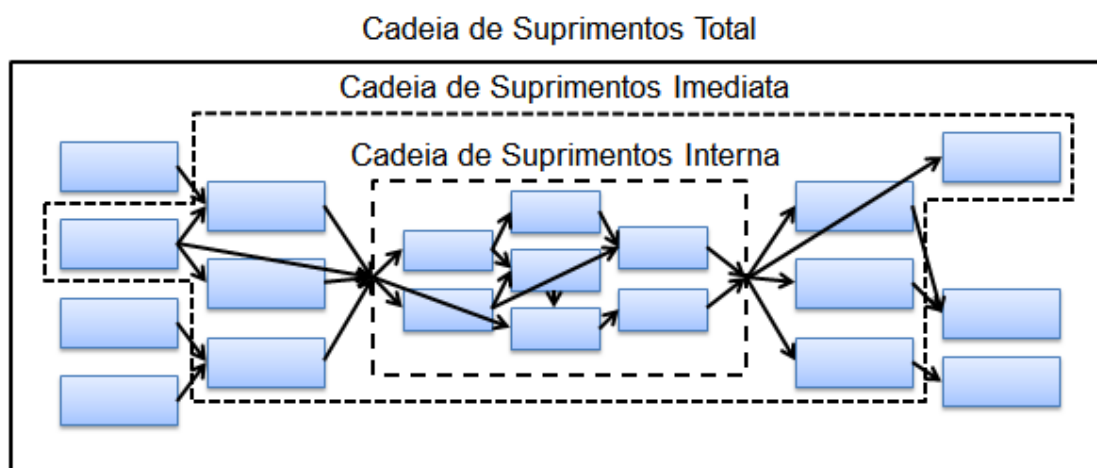 Cadeia de Suprimentos Total
Cadeia de Suprimentos Imediata
Cadeia de Suprimentos Interna